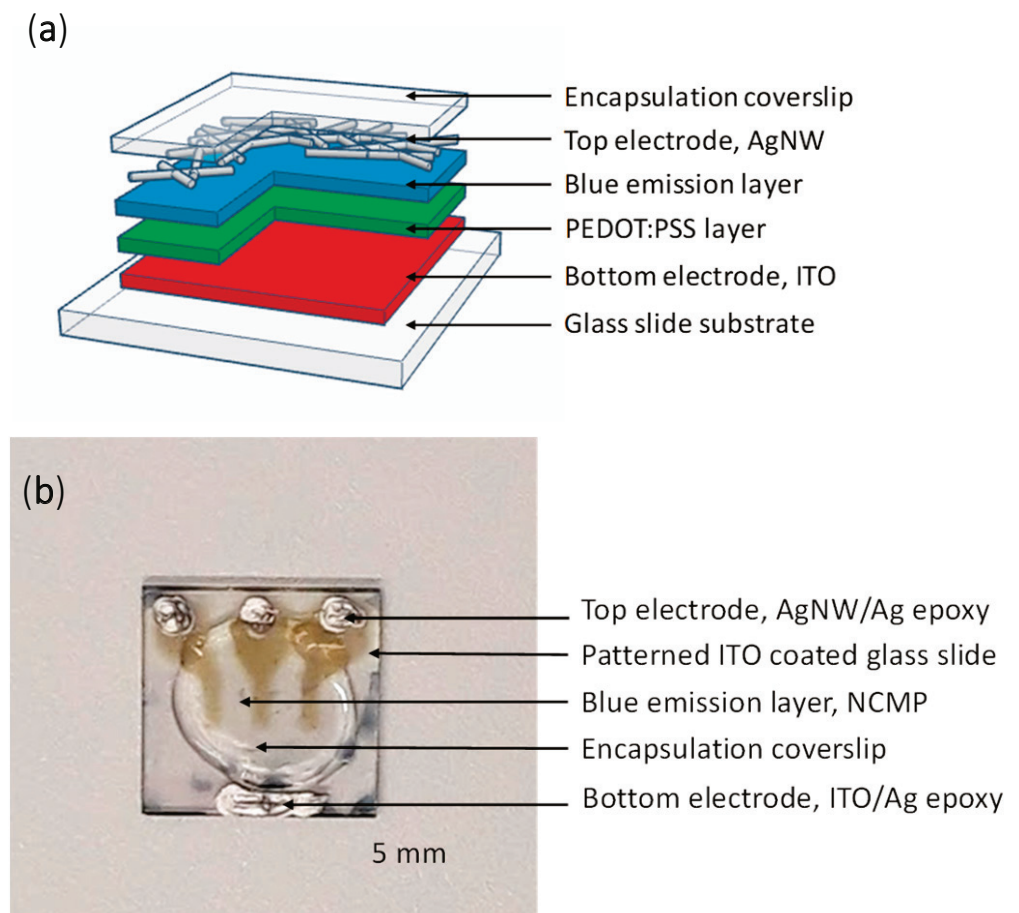 (a)
Encapsulation coverslip
Top electrode, AgNW
Blue emission layer
PEDOT:PSS layer
Bottom electrode, ITO
Glass slide substrate
(b)
Top electrode, AgNW/Ag epoxy
Patterned ITO coated glass slide
Blue emission layer, NCMP
Encapsulation coverslip
Bottom electrode, ITO/Ag epoxy
5 mm